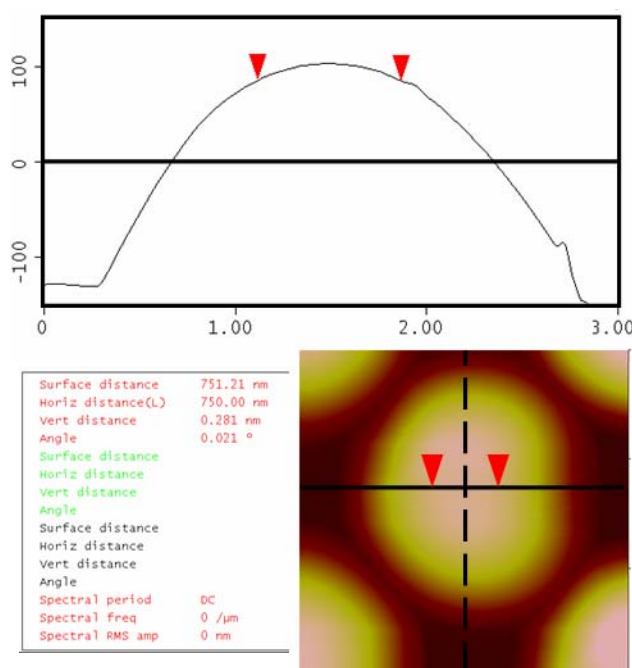 100
0
-100
0 1.00 2.00 3.00
Surface distance 751.21 nm
Horiz distance(L) 750.00 nm
Vert distance 0.281 nm
Angle 0.021 °
Surface distance
Horiz distance
Vert distance
Angle
Surface distance
Horiz distance
Vert distance
Angle
Spectral period DC
Spectral freq 0 /µm
Spectral RMS amp 0 nm